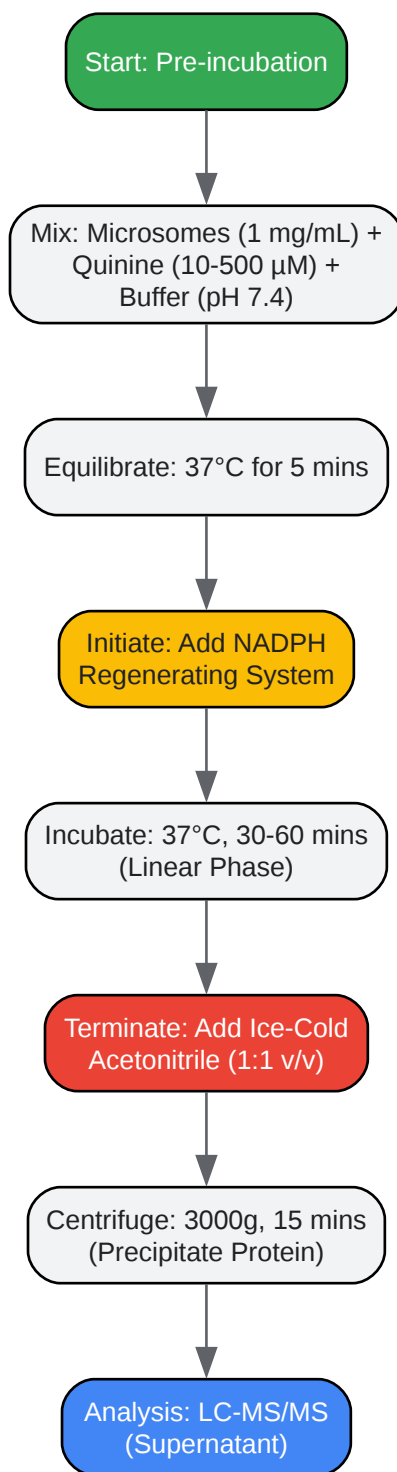 Start: Pre-incubation
Mix: Microsomes (1 mg/mL) +
Quinine (10-500 µM) +
Buffer (pH 7.4)
Equilibrate: 37°C for 5 mins
Initiate: Add NADPH
Regenerating System
Incubate: 37°C, 30-60 mins
(Linear Phase)
Terminate: Add Ice-Cold
Acetonitrile (1:1 v/v)
Centrifuge: 3000g, 15 mins
(Precipitate Protein)
Analysis: LC-MS/MS
(Supernatant)